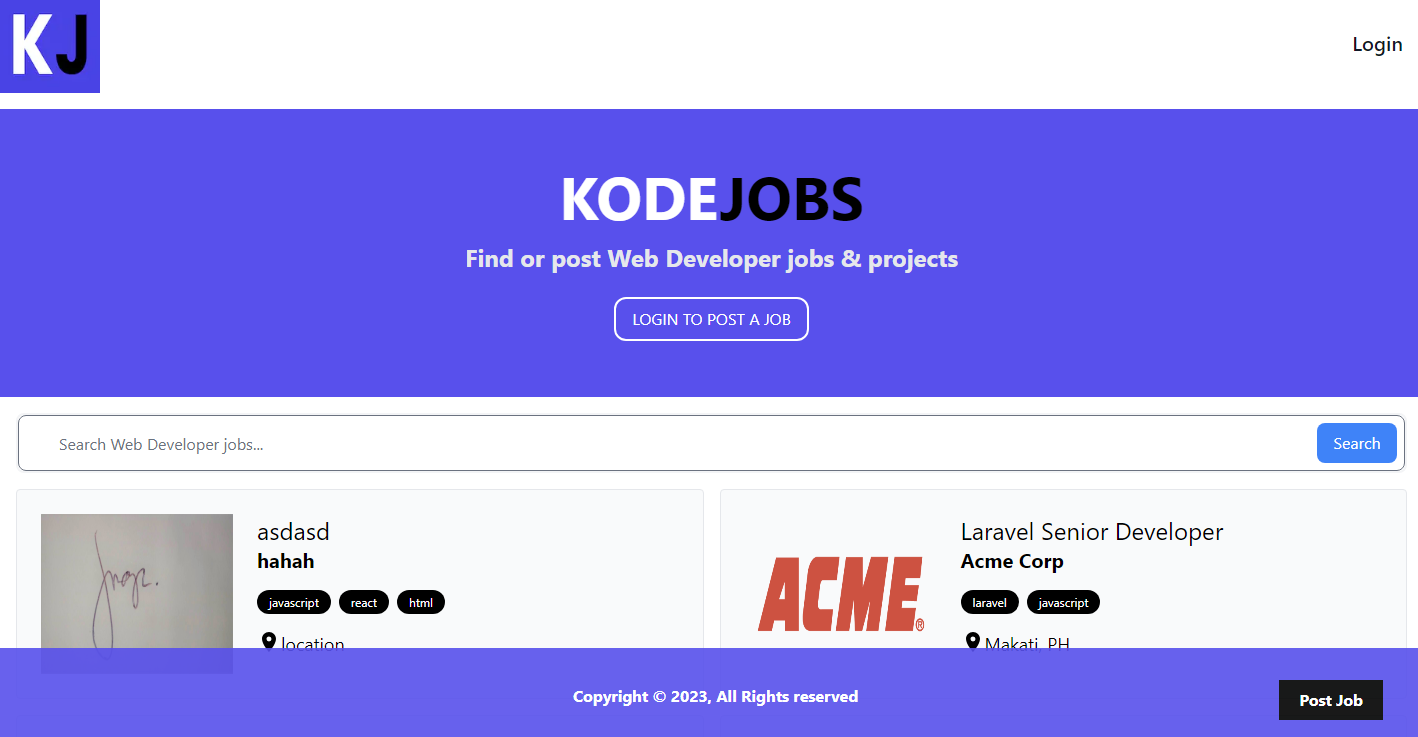 KJ
Login
KODEJOBS
Find or post Web Developer jobs & projects
LOGIN TO POST A JOB
Search Web Developer jobs...
Search
asdasd
hahah
javascript react html
location
Laravel Senior Developer
Acme Corp
ACME®
laravel javascript
Makati, PH
Copyright © 2023, All Rights reserved
Post Job